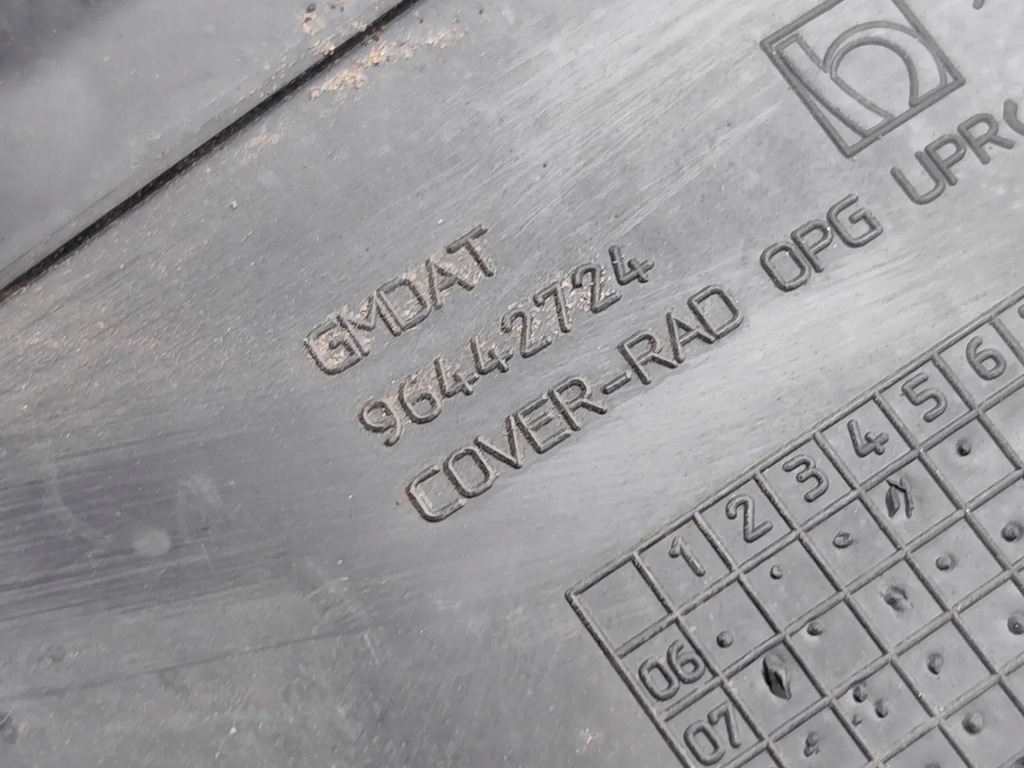 GMDAT
96442724
COVER-RAD OPG UPR
1 2 3 4 5 6
06
07